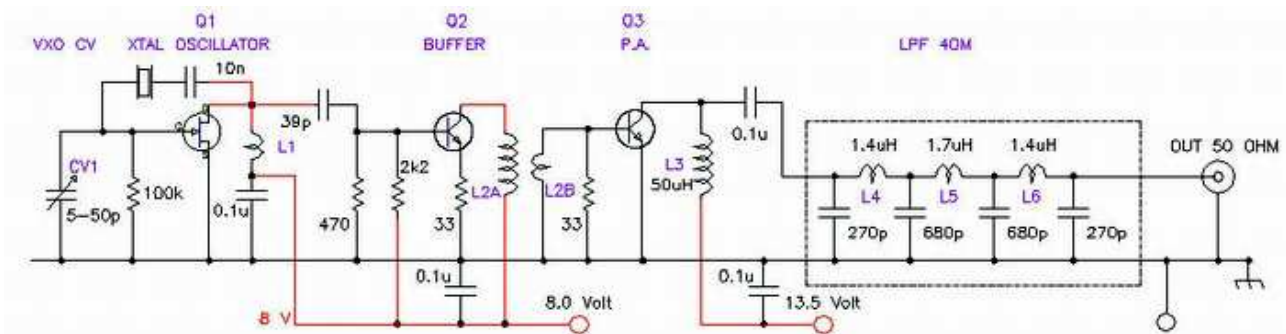 Q1 Q2 Q3
VXO CV XTAL OSCILLATOR BUFFER P.A. LPF 40M
10n
39p
0.1u
1.4uH 1.7uH 1.4uH
OUT 50 OHM
L1
L3
CV1
100k
2k2
L2A
L2B
50uH
L4 L5 L6
5-50p
0.1u
470
33
33
270p 680p 680p 270p
0.1u
0.1u
8 V
8.0 Volt
13.5 Volt